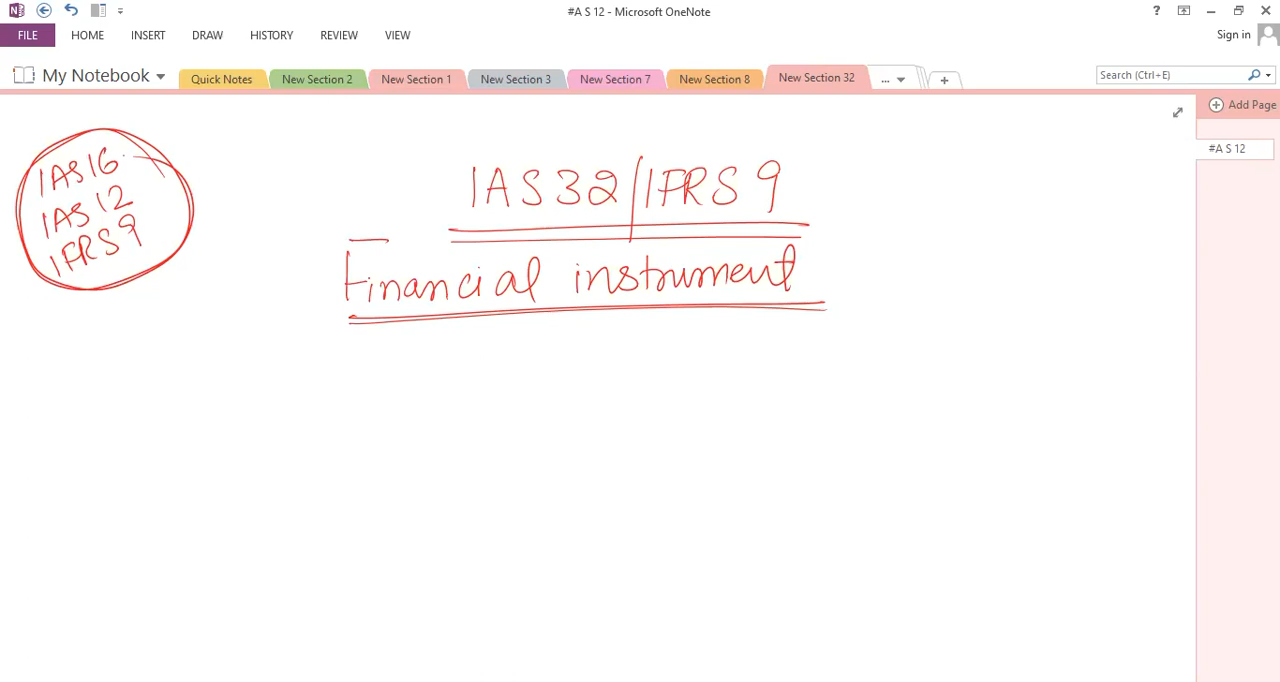 #A S 12 - Microsoft OneNote
?
FILE HOME INSERT DRAW HISTORY REVIEW VIEW
Sign in
My Notebook
Quick Notes New Section 2 New Section 1 New Section 3 New Section 7 New Section 8 New Section 32 ...
Search (Ctrl+E)
Add Page
#A S 12
IAS 16
IAS 12
IFRS 9
IAS 32/IFRS 9
Financial instrument